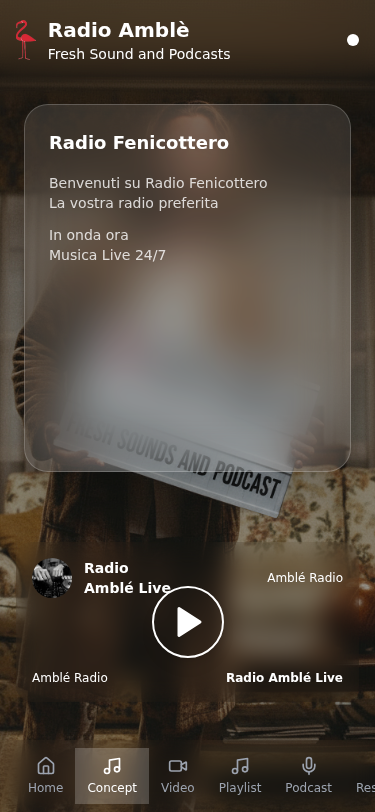 Radio Amblè
Fresh Sound and Podcasts
Radio Fenicottero
Benvenuti su Radio Fenicottero
La vostra radio preferita
In onda ora
Musica Live 24/7
FRESH SOUNDS AND PODCAST
Radio
Amblé Live
Amblé Radio
Amblé Radio
Radio Amblé Live
Home
Concept
Video
Playlist
Podcast
Res